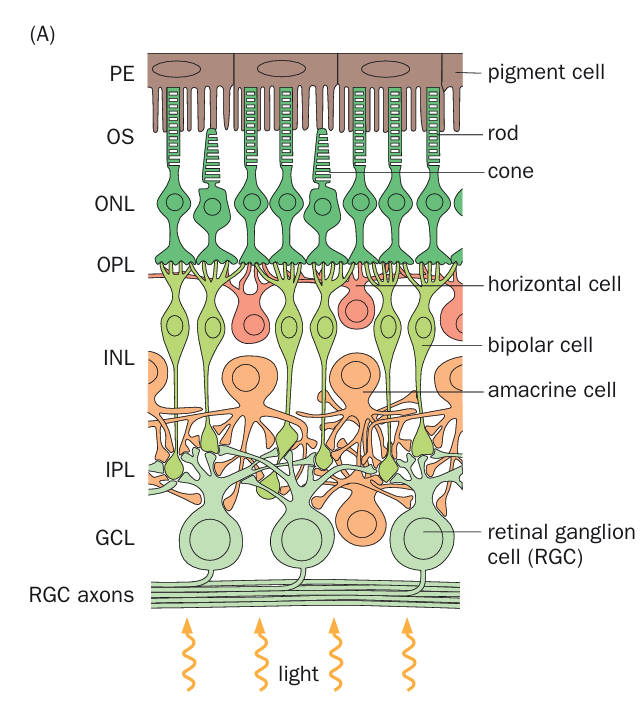 (A)
PE
pigment cell
OS
rod
cone
ONL
OPL
horizontal cell
bipolar cell
INL
amacrine cell
IPL
GCL
retinal ganglion
cell (RGC)
RGC axons
light